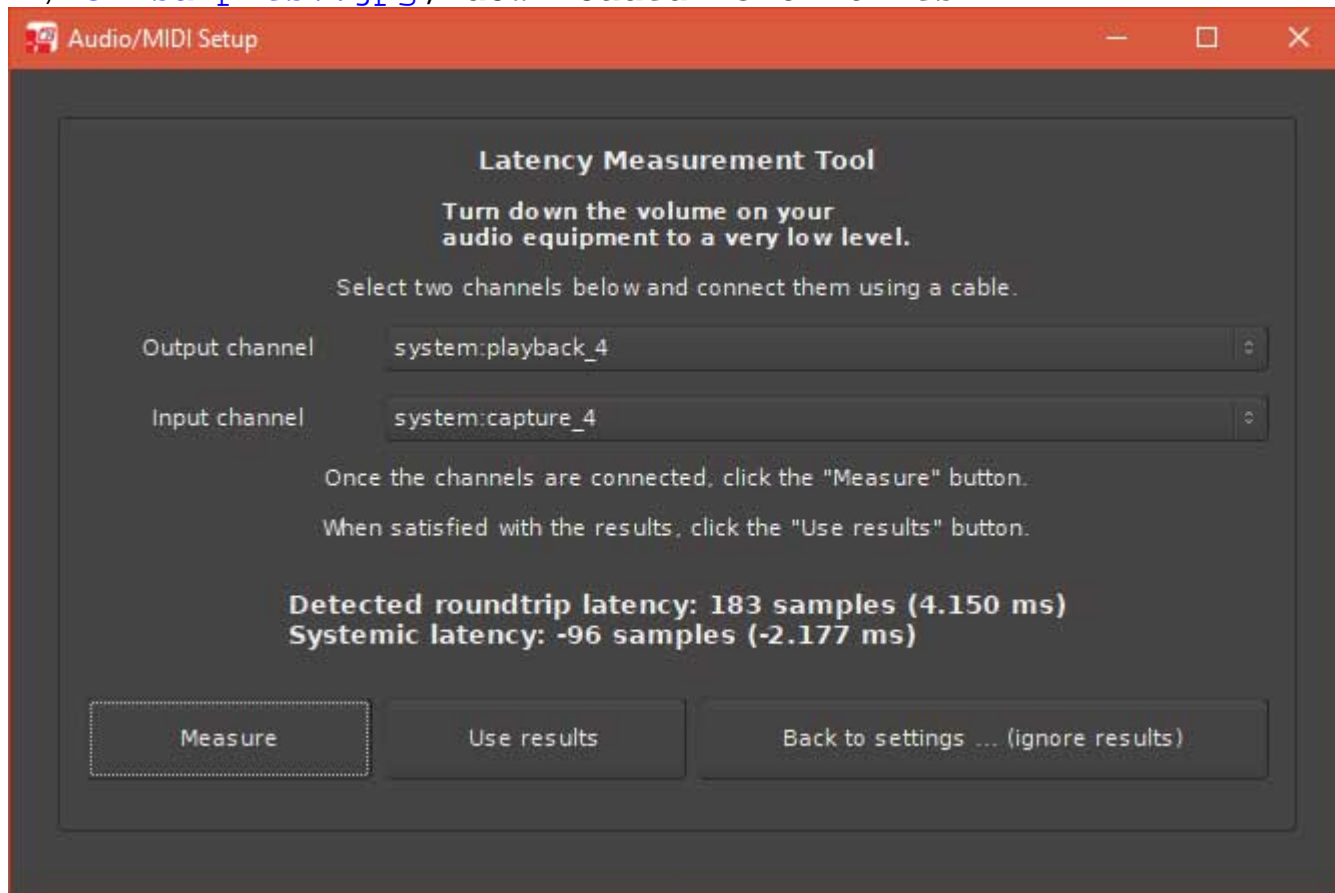 Audio/MIDI Setup
Latency Measurement Tool
Turn down the volume on your
audio equipment to a very low level.
Select two channels below and connect them using a cable.
Output channel
system:playback_4
Input channel
system:capture_4
Once the channels are connected, click the "Measure" button.
When satisfied with the results, click the "Use results" button.
Detected roundtrip latency: 183 samples (4.150 ms)
Systemic latency: -96 samples (-2.177 ms)
Measure
Use results
Back to settings ... (ignore results)